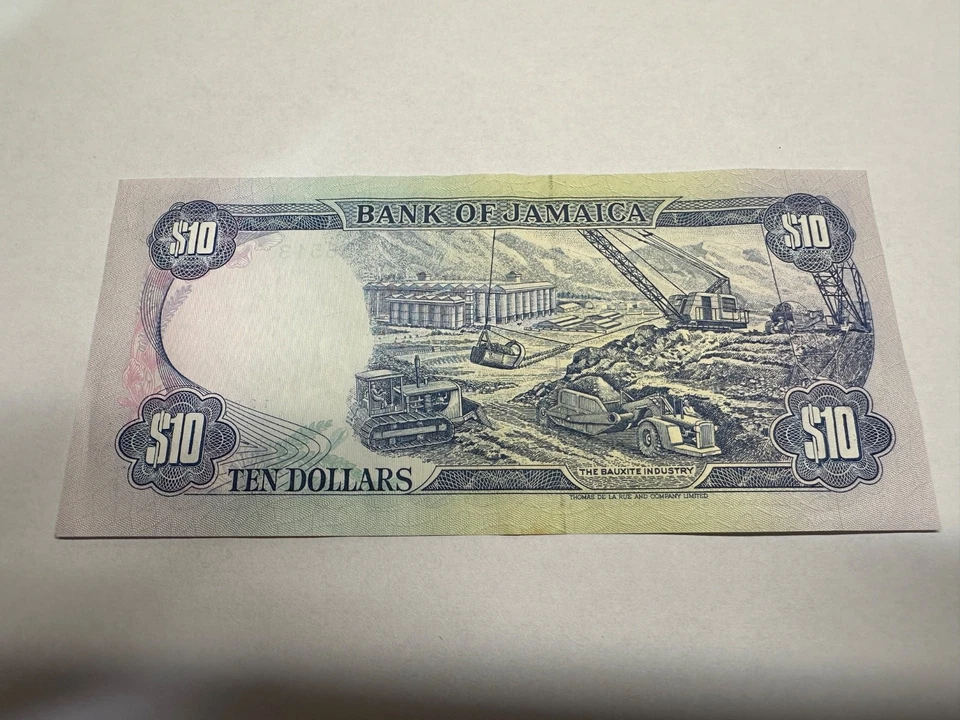 BANK OF JAMAICA
$10
$10
$10
$10
TEN DOLLARS
THE BAUXITE INDUSTRY
THOMAS DE LA RUE AND COMPANY LIMITED